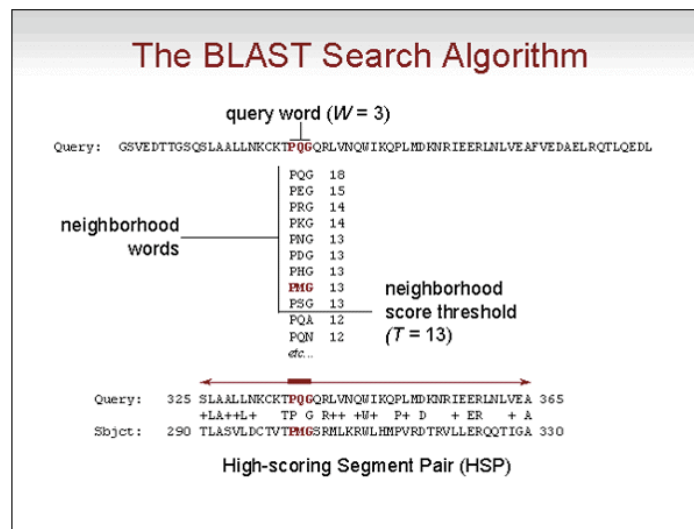 The BLAST Search Algorithm
query word (W = 3)
Query: GSVEDTTGSQSLAALLNKCKTPQGQRLVNQWIKQPLMDKNRIEERLNLVEAFVEDAELRQTLQEDL
PQG 18
PEG 15
PRG 14
PKG 14
PNG 13
PDG 13
PHG 13
PMG 13
PSG 13
PQA 12
PQN 12
etc...
neighborhood
words
neighborhood
score threshold
(T = 13)
Query: 325 SLAALLNKCKTPQGQRLVNQWIKQPLMDKNRIEERLNLVEA 365
+LA++L+ TP G R++ +W+ P+ D + ER + A
Sbjct: 290 TLASVLDCTVTPMGSRMLKRWLHMPVRDTRVLLERQQTIGA 330
High-scoring Segment Pair (HSP)